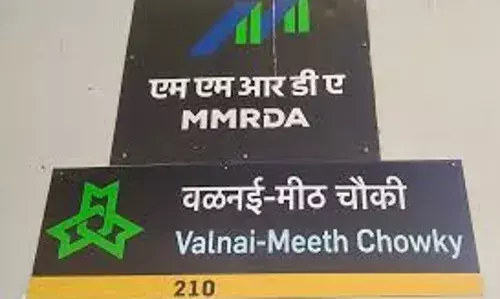 एम एम आर डी ए
MMRDA
वळनई-मीठ चौकी
Valnai-Meeth Chowky
210